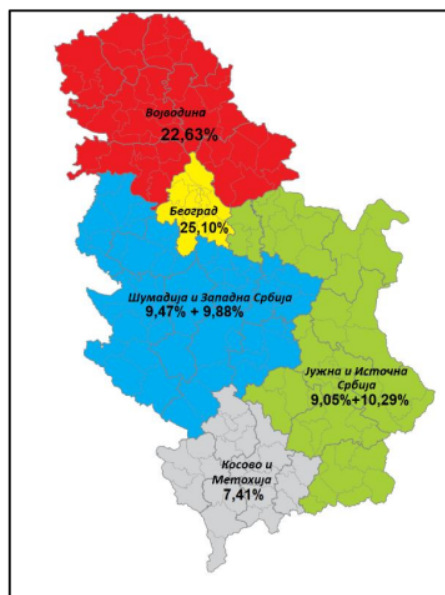 Војводина
22,63%
Београд
25,10%
Шумадија и Западна Србија
9,47% + 9,88%
Јужна и Источна
Србија
9,05%+10,29%
Косово и
Метохија
7,41%